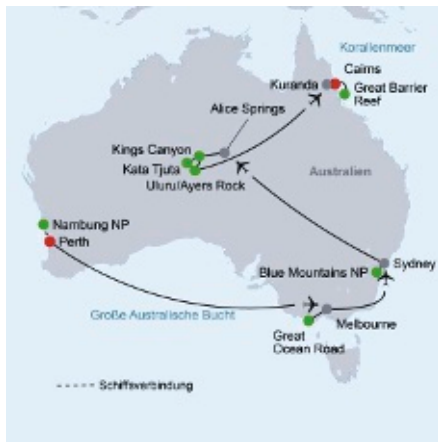 Korallenmeer
Cairns
Kuranda
Great Barrier
Reef
Alice Springs
Kings Canyon
Kata Tjuta
Uluru/Ayers Rock
Australien
Nambung NP
Perth
Sydney
Blue Mountains NP
Große Australische Bucht
Melbourne
Great
Ocean Road
Schiffsverbindung